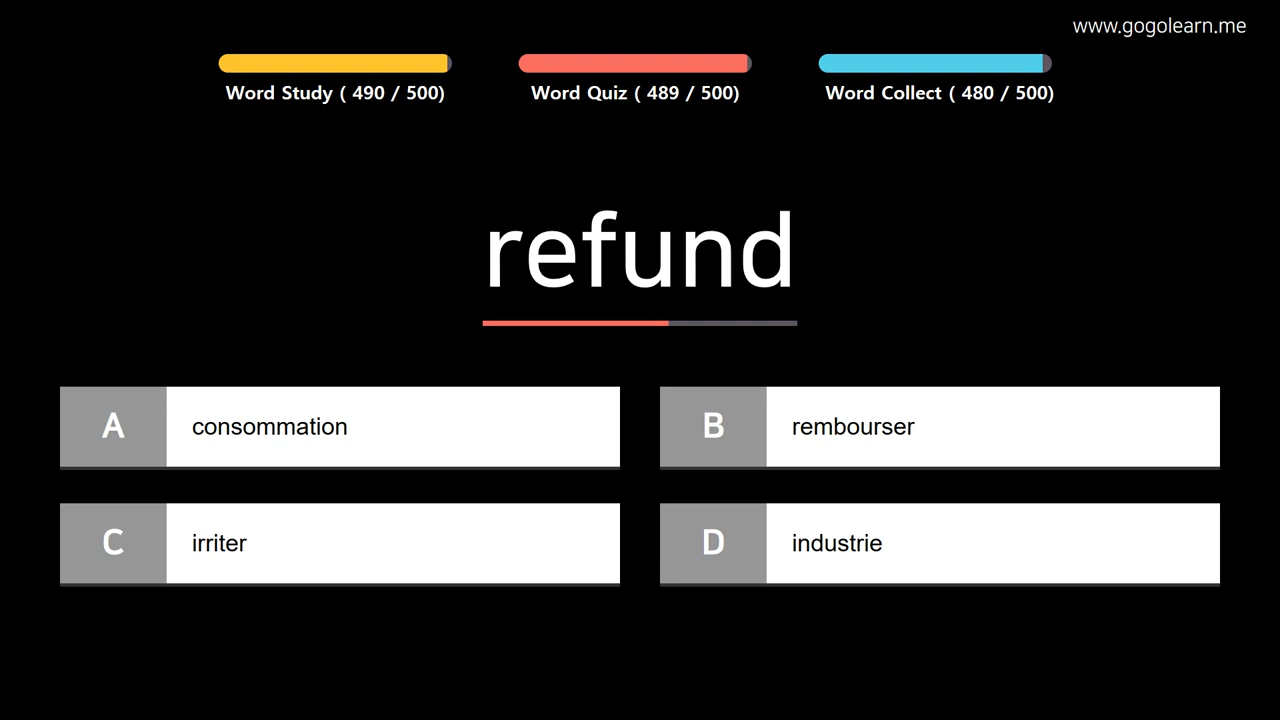 www.gogolearn.me
Word Study ( 490 / 500)
Word Quiz ( 489 / 500)
Word Collect ( 480 / 500)
refund
A consommation
B rembourser
C irriter
D industrie